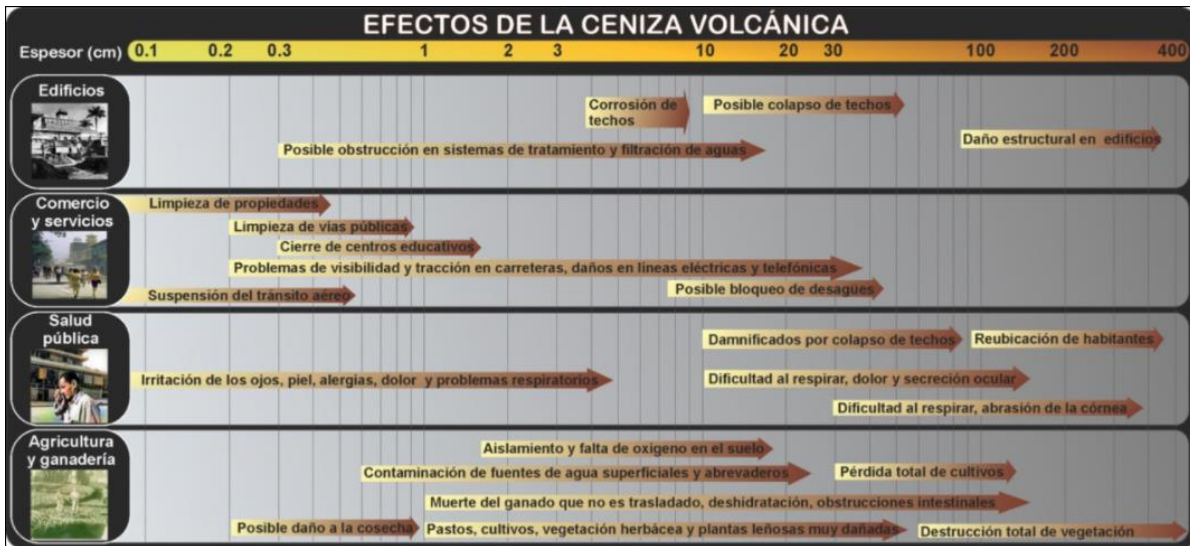 EFECTOS DE LA CENIZA VOLCÁNICA
Espesor (cm) 0.1 0.2 0.3 1 2 3 10 20 30 100 200 400
Edificios
Corrosión de
techos
Posible colapso de techos
Posible obstrucción en sistemas de tratamiento y filtración de aguas
Daño estructural en edificios
Comercio
y servicios
Limpieza de propiedades
Limpieza de vías públicas
Cierre de centros educativos
Problemas de visibilidad y tracción en carreteras, daños en líneas eléctricas y telefónicas
Suspensión del tránsito aéreo
Posible bloqueo de desagües
Salud
pública
Damnificados por colapso de techos
Reubicación de habitantes
Irritación de los ojos, piel, alergias, dolor y problemas respiratorios
Dificultad al respirar, dolor y secreción ocular
Dificultad al respirar, abrasión de la córnea
Agricultura
y ganadería
Aislamiento y falta de oxigeno en el suelo
Contaminación de fuentes de agua superficiales y abrevaderos
Pérdida total de cultivos
Muerte del ganado que no es trasladado, deshidratación, obstrucciones intestinales
Posible daño a la cosecha
Pastos, cultivos, vegetación herbácea y plantas leñosas muy dañadas
Destrucción total de vegetación